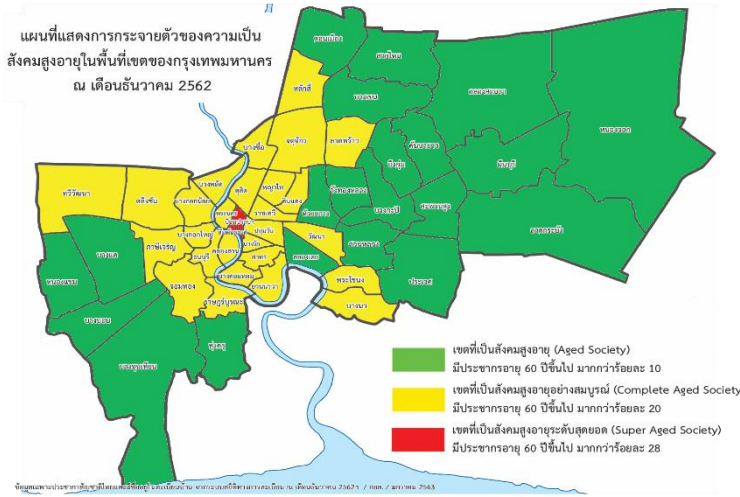 แผนที่แสดงการกระจายตัวของความเป็น
สังคมสูงอายุในพื้นที่เขตของกรุงเทพมหานคร
ณ เดือนธันวาคม 2562
ดอนเมือง
สายไหม
หลักสี่
บางเขน
คลองสามวา
หนองจอก
บางซื่อ
จตุจักร
ลาดพร้าว
คันนายาว
บึงกุ่ม
มีนบุรี
ทวีวัฒนา
ตลิ่งชัน
บางพลัด
ดุสิต
พญาไท
ดินแดง
วังทองหลาง
บางกอกน้อย
พระนคร
ราชเทวี
ห้วยขวาง
บางกะปิ
สะพานสูง
ลาดกระบัง
ภาษีเจริญ
บางกอกใหญ่
ปทุมวัน
วัฒนา
สวนหลวง
บางแค
ธนบุรี
คลองสาน
บางรัก
สาทร
คลองเตย
หนองแขม
จอมทอง
บางคอแหลม
ยานนาวา
พระโขนง
ประเวศ
บางบอน
ราษฎร์บูรณะ
บางนา
บางขุนเทียน
ทุ่งครุ
เขตที่เป็นสังคมสูงอายุ (Aged Society)
มีประชากรอายุ 60 ปีขึ้นไป มากกว่าร้อยละ 10
เขตที่เป็นสังคมสูงอายุอย่างสมบูรณ์ (Complete Aged Society
มีประชากรอายุ 60 ปีขึ้นไป มากกว่าร้อยละ 20
เขตที่เป็นสังคมสูงอายุระดับสุดยอด (Super Aged Society)
มีประชากรอายุ 60 ปีขึ้นไป มากกว่าร้อยละ 28